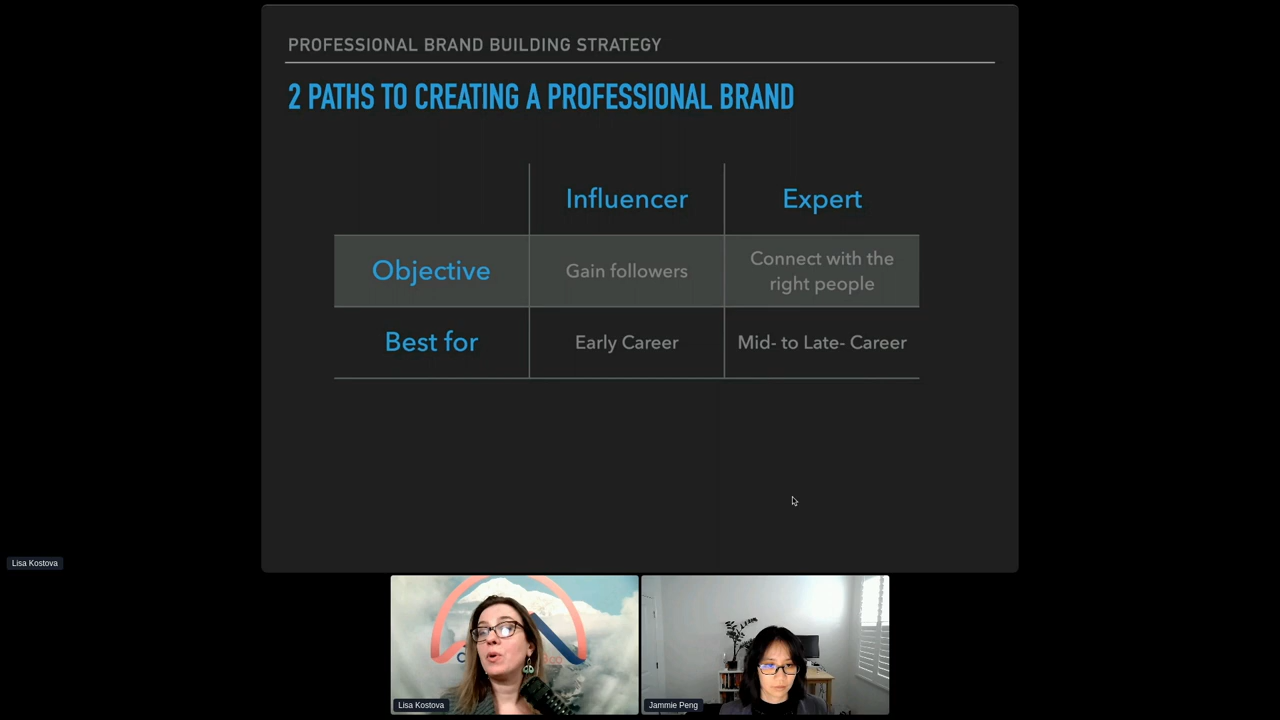 PROFESSIONAL BRAND BUILDING STRATEGY
2 PATHS TO CREATING A PROFESSIONAL BRAND
Influencer
Expert
Objective
Gain followers
Connect with the
right people
Best for
Early Career
Mid- to Late- Career
Lisa Kostova
Lisa Kostova
Jammie Peng